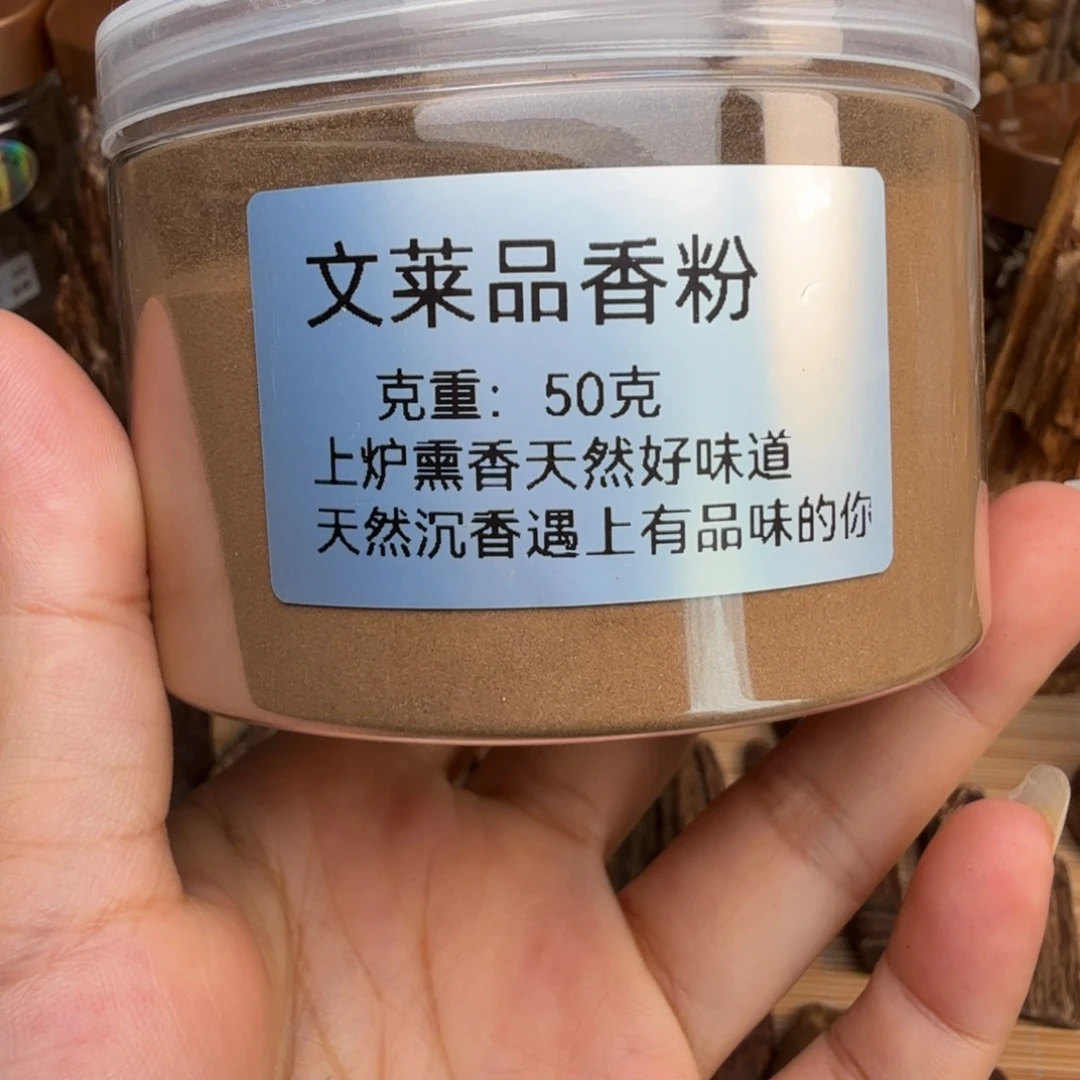 文莱品香粉
克重：50克
上炉熏香天然好味道
天然沉香遇上有品味的你